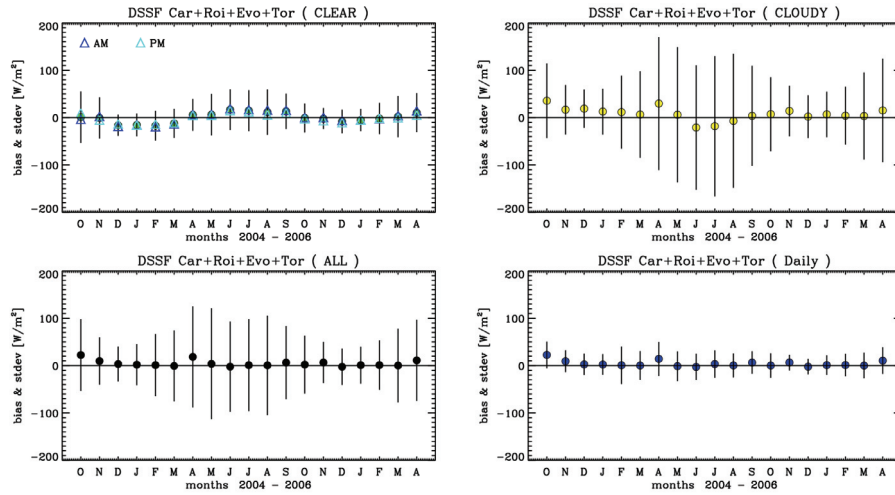 DSSF Car+Roi+Evo+Tor ( CLEAR )
200
100
0
-100
-200
bias & stdev [W/m²]
AM
PM
O N D J F M A M J J A S O N D J F M A
months 2004 - 2006
DSSF Car+Roi+Evo+Tor ( CLOUDY )
200
100
0
-100
-200
bias & stdev [W/m²]
O N D J F M A M J J A S O N D J F M A
months 2004 - 2006
DSSF Car+Roi+Evo+Tor ( ALL )
200
100
0
-100
-200
bias & stdev [W/m²]
O N D J F M A M J J A S O N D J F M A
months 2004 - 2006
DSSF Car+Roi+Evo+Tor ( Daily )
200
100
0
-100
-200
bias & stdev [W/m²]
O N D J F M A M J J A S O N D J F M A
months 2004 - 2006